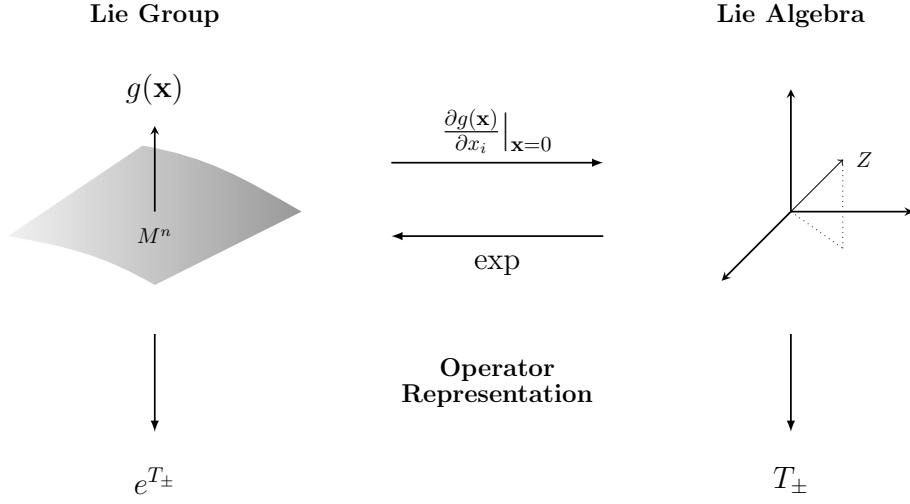 Lie Group
Lie Algebra
g(𝐱)
∂g(𝐱)/∂x_i |_{𝐱=0}
Z
M^n
exp
Operator
Representation
e^{T_±}
T_±